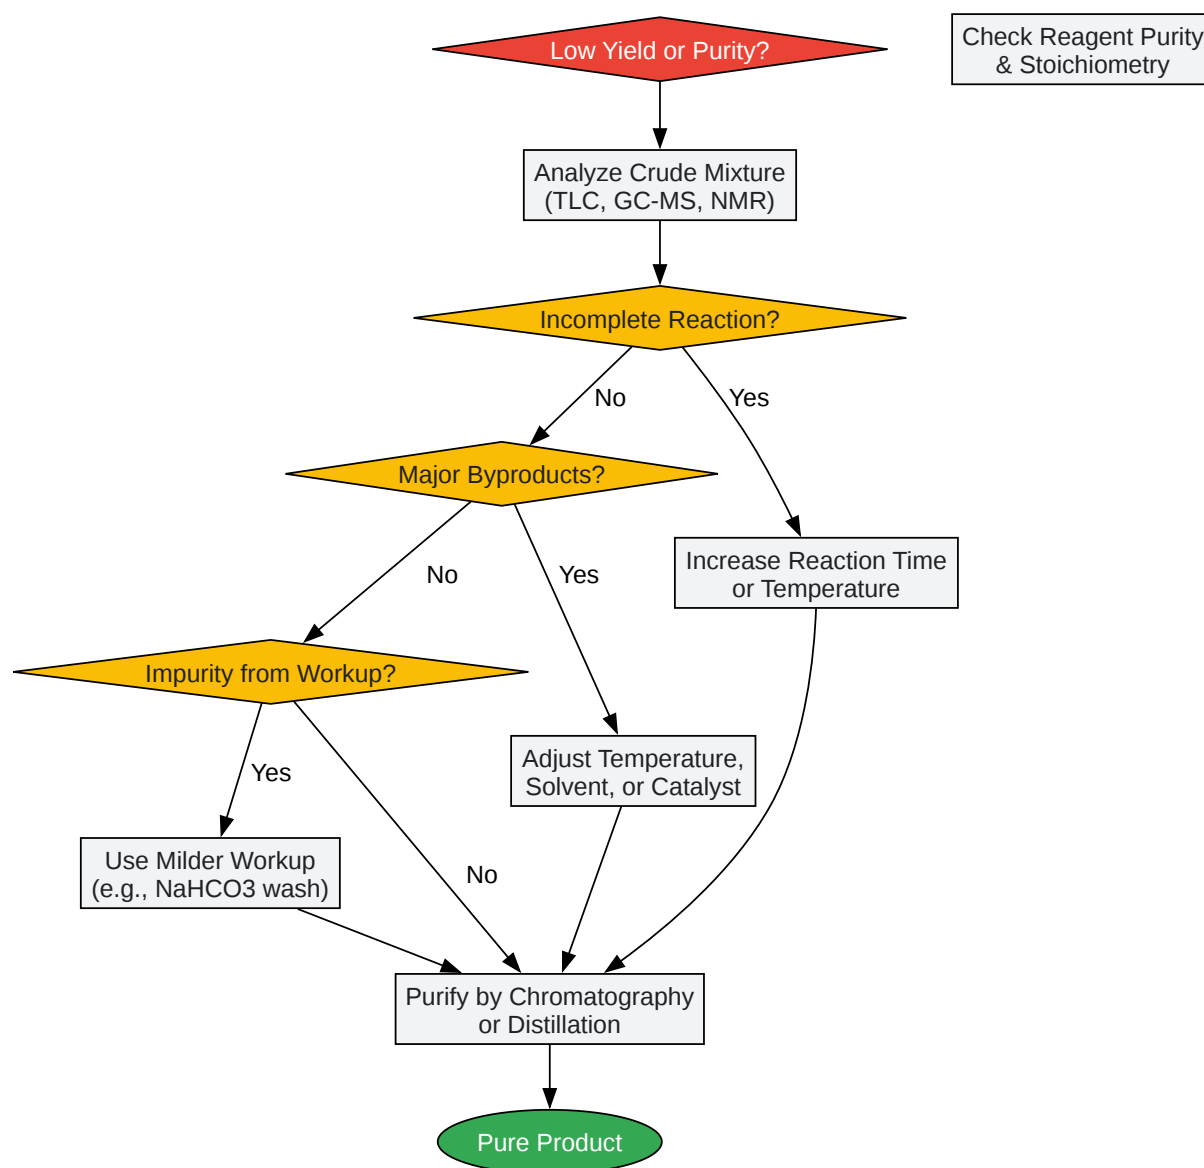 Low Yield or Purity?
Check Reagent Purity
& Stoichiometry
Analyze Crude Mixture
(TLC, GC-MS, NMR)
Incomplete Reaction?
No
Yes
Major Byproducts?
Increase Reaction Time
or Temperature
No
Yes
Impurity from Workup?
Adjust Temperature,
Solvent, or Catalyst
Yes
Use Milder Workup
(e.g., NaHCO3 wash)
No
Purify by Chromatography
or Distillation
Pure Product